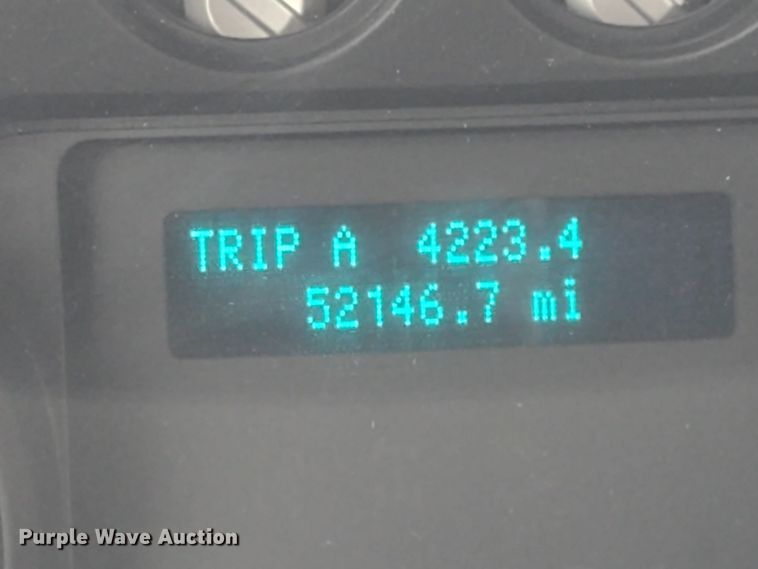 TRIP A 4223.4
52146.7 mi
Purple Wave Auction